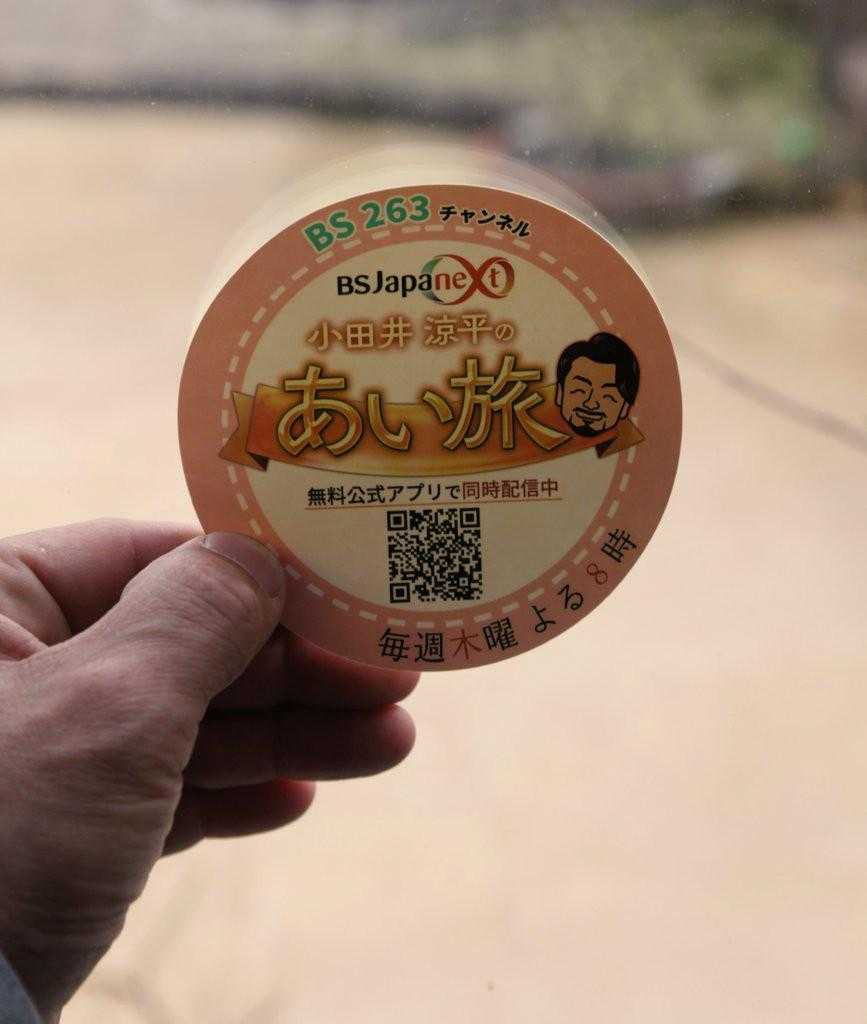 BS 263 チャンネル
BSJapanext
小田井 涼平の
あい旅
無料公式アプリで同時配信中
毎週木曜 よる8時